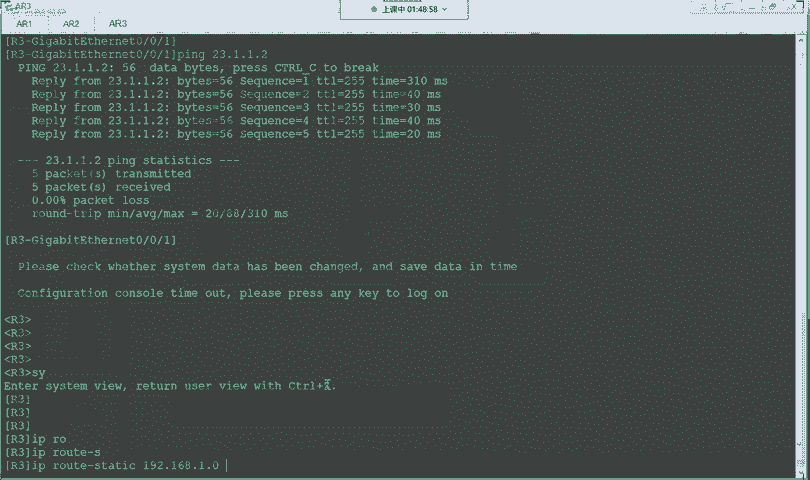 AR3
上课中 01:48:58
AR1 AR2 AR3
[R3-GigabitEthernet0/0/1]
[R3-GigabitEthernet0/0/1]ping 23.1.1.2
PING 23.1.1.2: 56 data bytes, press CTRL_C to break
Reply from 23.1.1.2: bytes=56 Sequence=1 ttl=255 time=310 ms
Reply from 23.1.1.2: bytes=56 Sequence=2 ttl=255 time=40 ms
Reply from 23.1.1.2: bytes=56 Sequence=3 ttl=255 time=30 ms
Reply from 23.1.1.2: bytes=56 Sequence=4 ttl=255 time=40 ms
Reply from 23.1.1.2: bytes=56 Sequence=5 ttl=255 time=20 ms
--- 23.1.1.2 ping statistics ---
5 packet(s) transmitted
5 packet(s) received
0.00% packet loss
round-trip min/avg/max = 20/88/310 ms
[R3-GigabitEthernet0/0/1]
Please check whether system data has been changed, and save data in time
Configuration console time out, please press any key to log on
<R3>
<R3>
<R3>
<R3>
<R3>sy
Enter system view, return user view with Ctrl+Z.
[R3]
[R3]
[R3]
[R3]ip ro
[R3]ip route-s
[R3]ip route-static 192.168.1.0